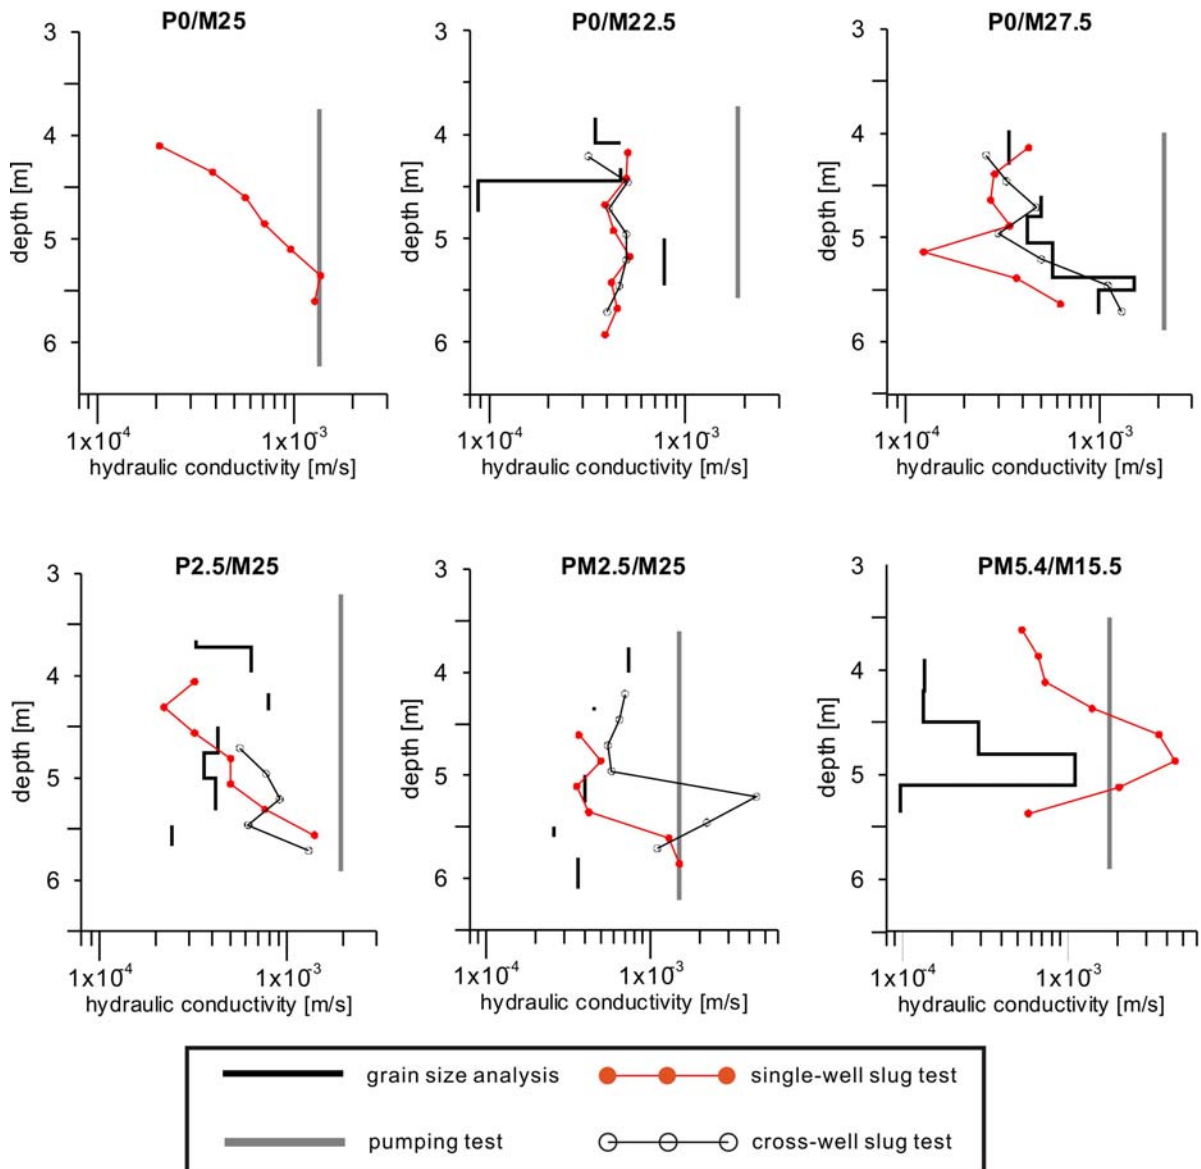 P0/M25
P0/M22.5
P0/M27.5
3
4
5
6
depth [m]
1x10-4
1x10-3
hydraulic conductivity [m/s]
3
4
5
6
depth [m]
1x10-4
1x10-3
hydraulic conductivity [m/s]
3
4
5
6
depth [m]
1x10-4
1x10-3
hydraulic conductivity [m/s]
P2.5/M25
PM2.5/M25
PM5.4/M15.5
3
4
5
6
depth [m]
1x10-4
1x10-3
hydraulic conductivity [m/s]
3
4
5
6
depth [m]
1x10-4
1x10-3
hydraulic conductivity [m/s]
3
4
5
6
depth [m]
1x10-4
1x10-3
hydraulic conductivity [m/s]
grain size analysis
single-well slug test
pumping test
cross-well slug test